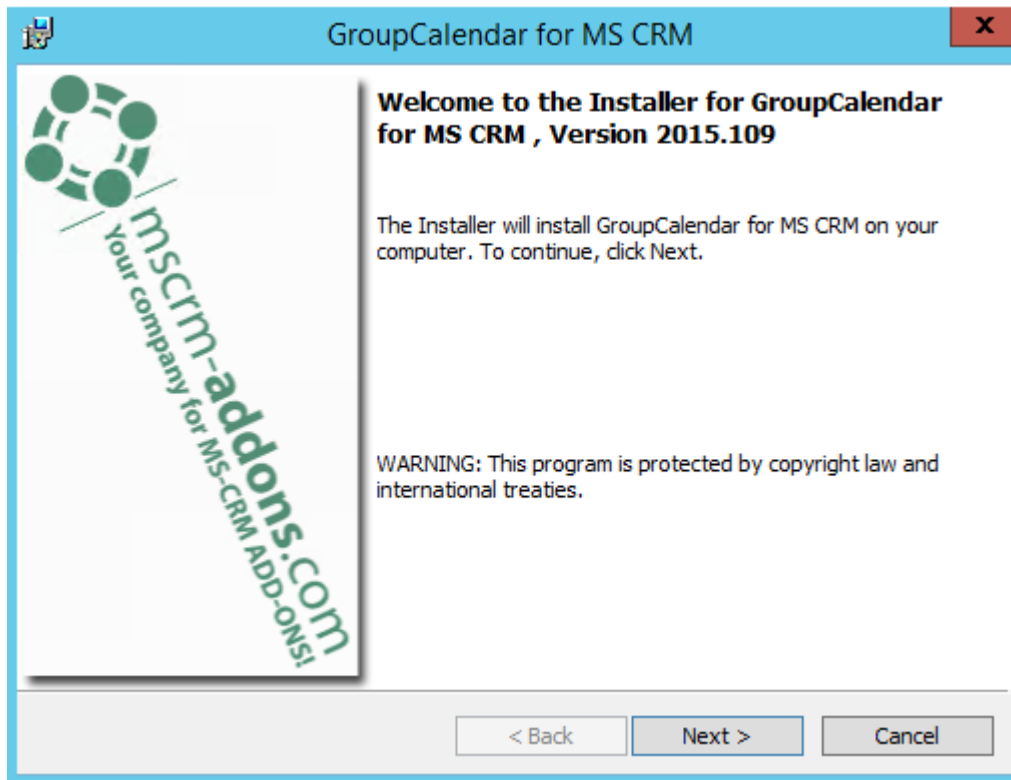 GroupCalendar for MS CRM
x
mscrm-addons.com
Your company for MS-CRM ADD-ONS!
Welcome to the Installer for GroupCalendar
for MS CRM , Version 2015.109
The Installer will install GroupCalendar for MS CRM on your
computer. To continue, click Next.
WARNING: This program is protected by copyright law and
international treaties.
< Back
Next >
Cancel